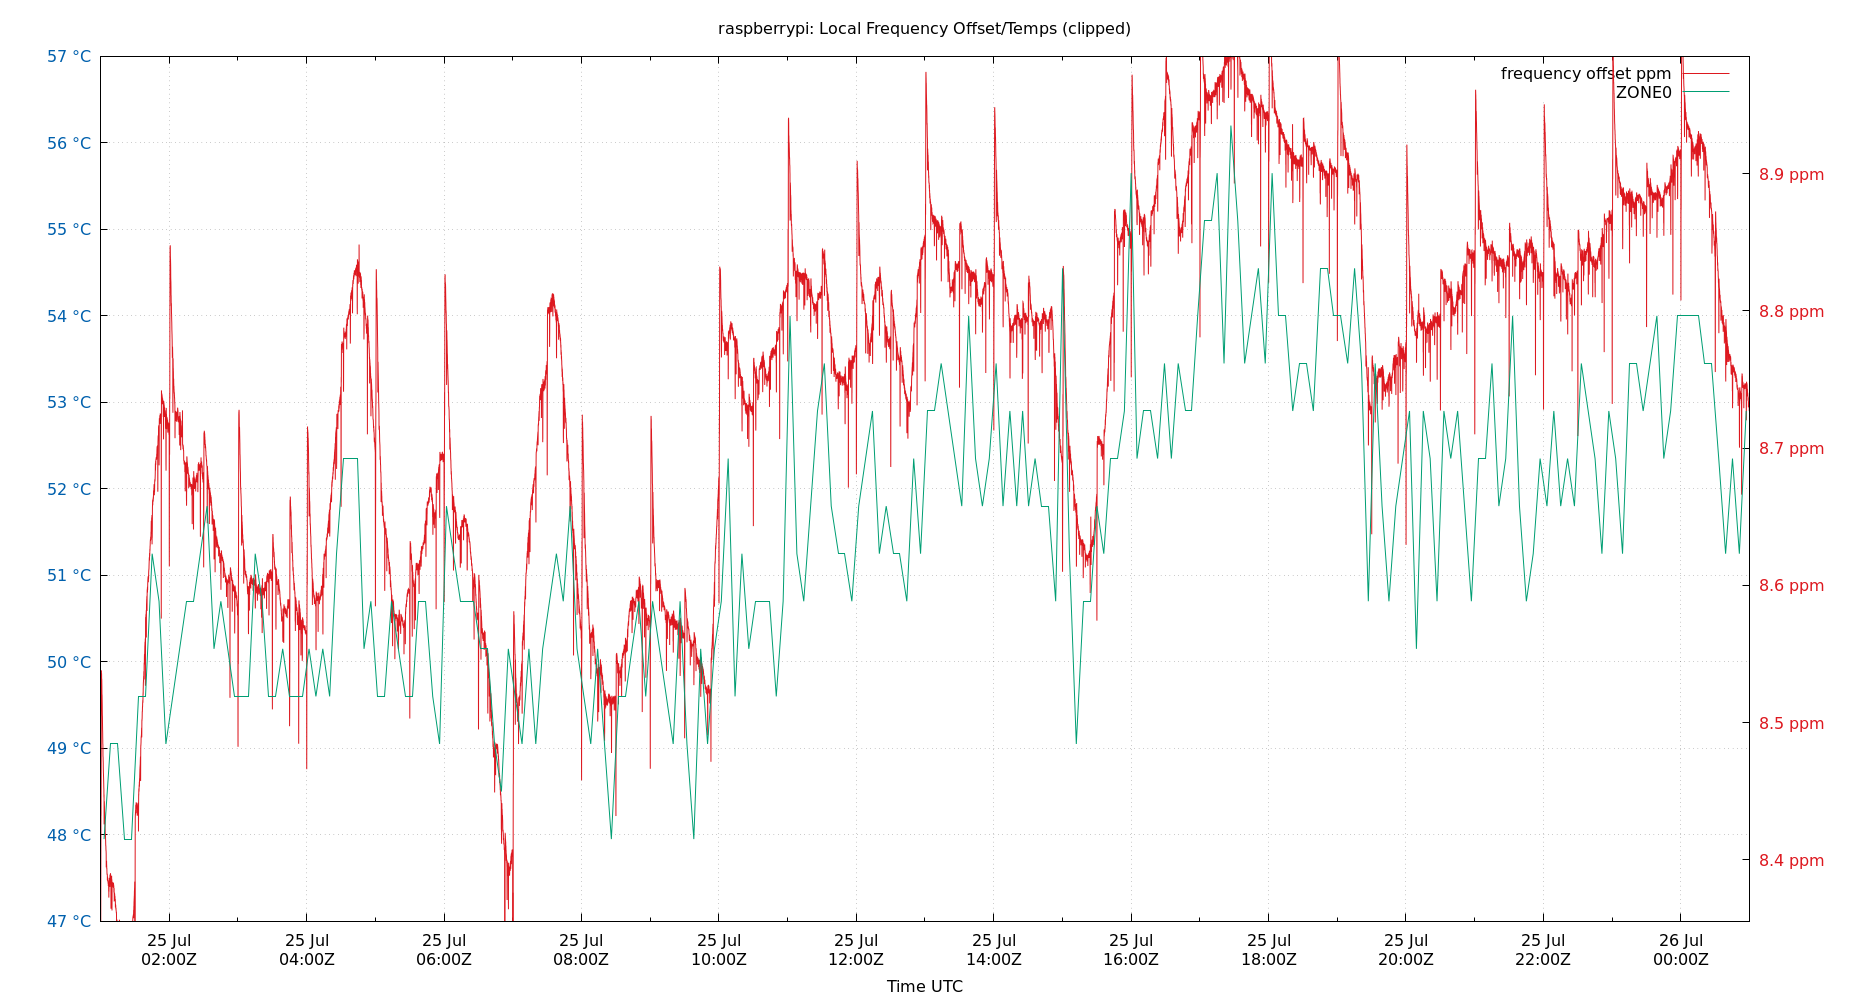 raspberrypi: Local Frequency Offset/Temps (clipped)
57 °C
56 °C
55 °C
54 °C
53 °C
52 °C
51 °C
50 °C
49 °C
48 °C
47 °C
frequency offset ppm
ZONE0
8.9 ppm
8.8 ppm
8.7 ppm
8.6 ppm
8.5 ppm
8.4 ppm
25 Jul 25 Jul 25 Jul 25 Jul 25 Jul 25 Jul 25 Jul 25 Jul 25 Jul 25 Jul 25 Jul 26 Jul
02:00Z 04:00Z 06:00Z 08:00Z 10:00Z 12:00Z 14:00Z 16:00Z 18:00Z 20:00Z 22:00Z 00:00Z
Time UTC